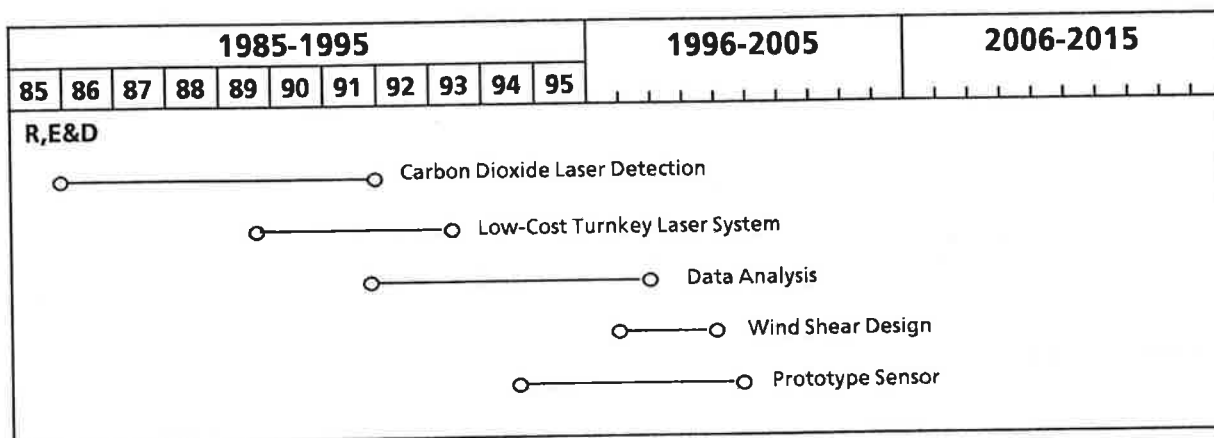 1985-1995 1996-2005 2006-2015
85 86 87 88 89 90 91 92 93 94 95
R,E&D
Carbon Dioxide Laser Detection
Low-Cost Turnkey Laser System
Data Analysis
Wind Shear Design
Prototype Sensor